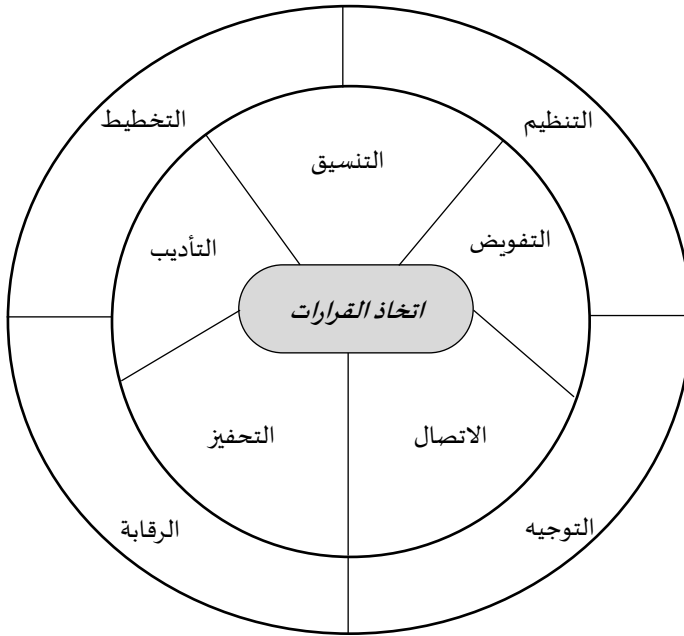 التنظيم
التخطيط
التنسيق
التفويض
التأديب
اتخاذ القرارات
الاتصال
التحفيز
التوجيه
الرقابة